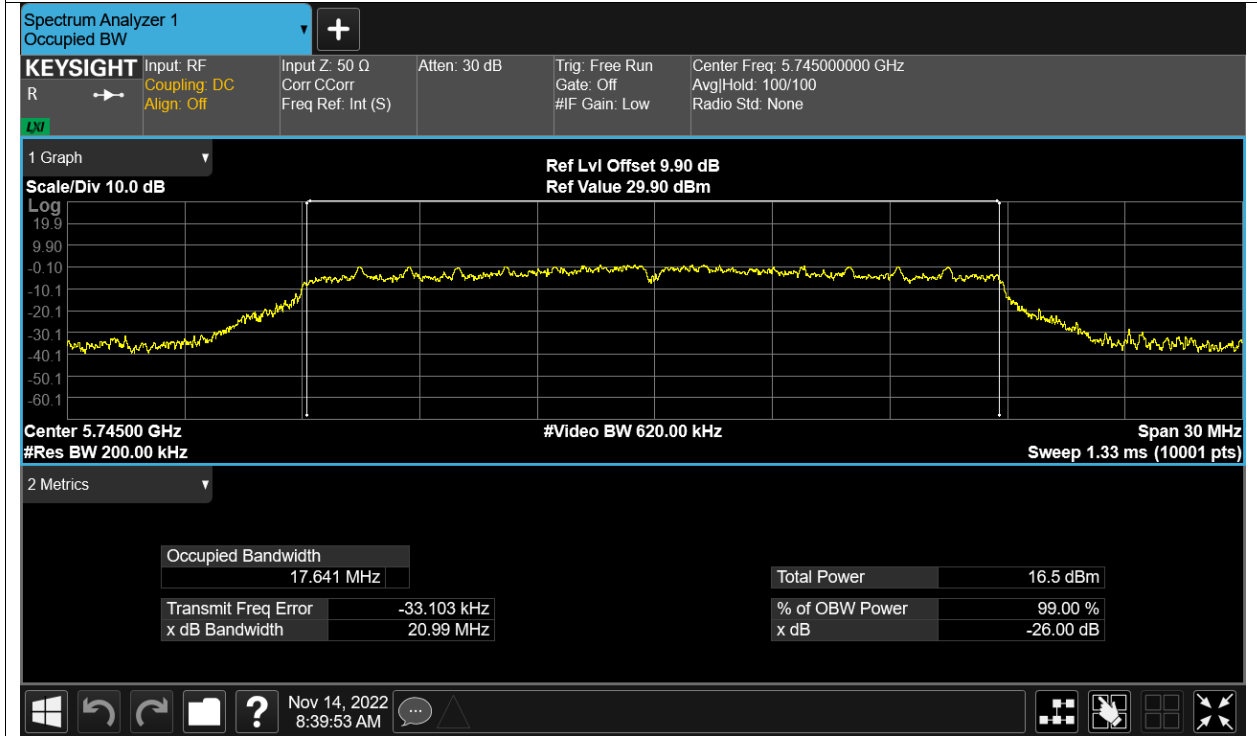 Spectrum Analyzer 1
Occupied BW
KEYSIGHT Input: RF Input Z: 50 Ω Atten: 30 dB Trig: Free Run Center Freq: 5.745000000 GHz
R Coupling: DC Corr CCorr Gate: Off Avg|Hold: 100/100
Align: Off Freq Ref: Int (S) #IF Gain: Low Radio Std: None
LXI
1 Graph
Ref Lvl Offset 9.90 dB
Scale/Div 10.0 dB Ref Value 29.90 dBm
Log
19.9
9.90
-0.10
-10.1
-20.1
-30.1
-40.1
-50.1
-60.1
Center 5.74500 GHz #Video BW 620.00 kHz Span 30 MHz
#Res BW 200.00 kHz Sweep 1.33 ms (10001 pts)
2 Metrics
Occupied Bandwidth
17.641 MHz Total Power 16.5 dBm
Transmit Freq Error -33.103 kHz % of OBW Power 99.00 %
x dB Bandwidth 20.99 MHz x dB -26.00 dB
? Nov 14, 2022
8:39:53 AM